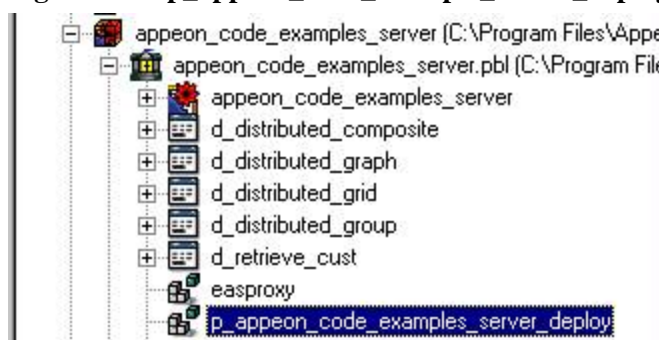 appeon_code_examples_server (C:\Program Files\Appe
appeon_code_examples_server.pbl (C:\Program File
appeon_code_examples_server
d_distributed_composite
d_distributed_graph
d_distributed_grid
d_distributed_group
d_retrieve_cust
easproxy
p_appeon_code_examples_server_deploy